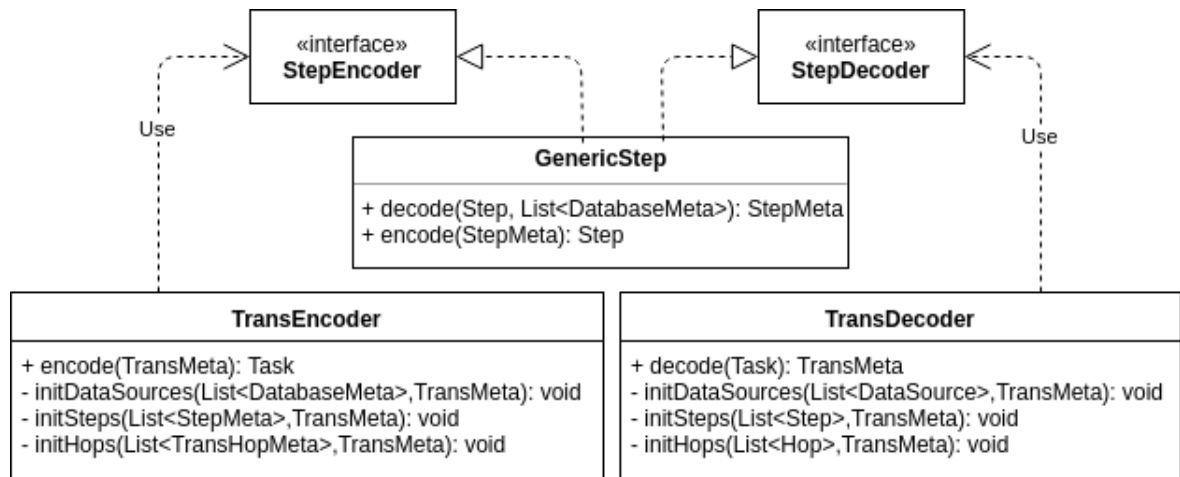 «interface»
StepEncoder
«interface»
StepDecoder
Use
Use
GenericStep
+ decode(Step, List<DatabaseMeta>): StepMeta
+ encode(StepMeta): Step
TransEncoder
+ encode(TransMeta): Task
- initDataSources(List<DatabaseMeta>,TransMeta): void
- initSteps(List<StepMeta>,TransMeta): void
- initHops(List<TransHopMeta>,TransMeta): void
TransDecoder
+ decode(Task): TransMeta
- initDataSources(List<DataSource>,TransMeta): void
- initSteps(List<Step>,TransMeta): void
- initHops(List<Hop>,TransMeta): void